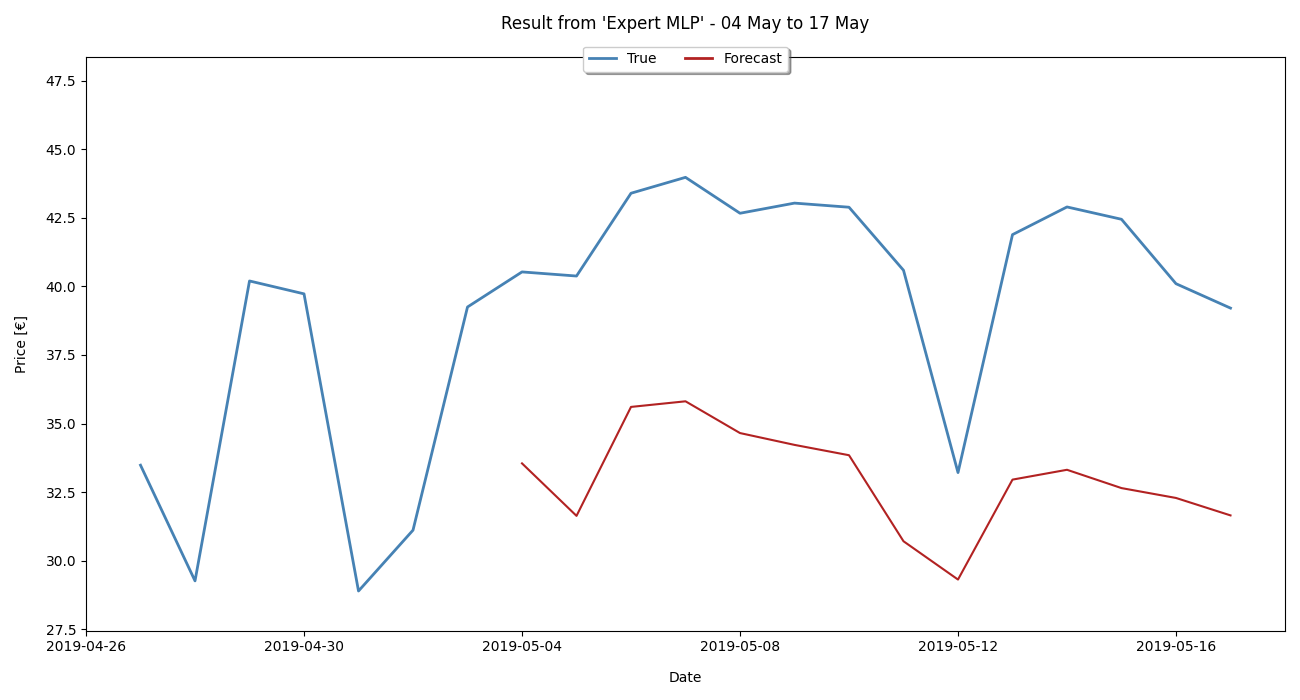 Result from 'Expert MLP' - 04 May to 17 May
True Forecast
47.5
45.0
42.5
40.0
37.5
35.0
32.5
30.0
27.5
Price [€]
2019-04-26 2019-04-30 2019-05-04 2019-05-08 2019-05-12 2019-05-16
Date